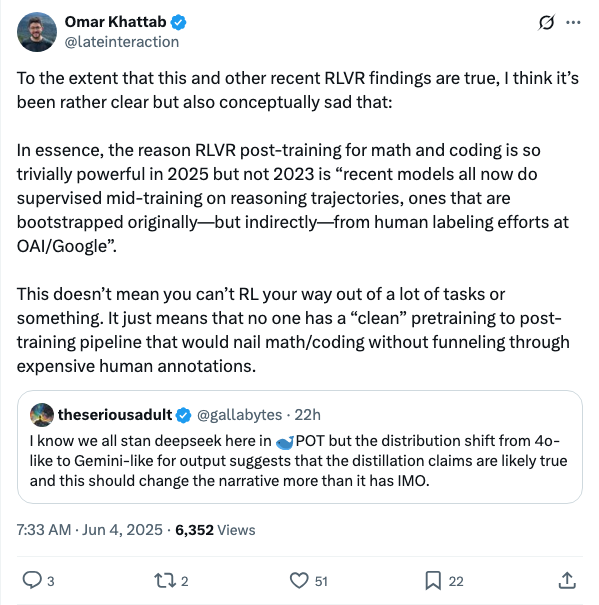 Omar Khattab
@lateinteraction
To the extent that this and other recent RLVR findings are true, I think it’s
been rather clear but also conceptually sad that:
In essence, the reason RLVR post-training for math and coding is so
trivially powerful in 2025 but not 2023 is “recent models all now do
supervised mid-training on reasoning trajectories, ones that are
bootstrapped originally—but indirectly—from human labeling efforts at
OAI/Google”.
This doesn’t mean you can’t RL your way out of a lot of tasks or
something. It just means that no one has a “clean” pretraining to post-
training pipeline that would nail math/coding without funneling through
expensive human annotations.
theseriousadult @gallabytes · 22h
I know we all stan deepseek here in 🐳POT but the distribution shift from 4o-
like to Gemini-like for output suggests that the distillation claims are likely true
and this should change the narrative more than it has IMO.
7:33 AM · Jun 4, 2025 · 6,352 Views
3 2 51 22